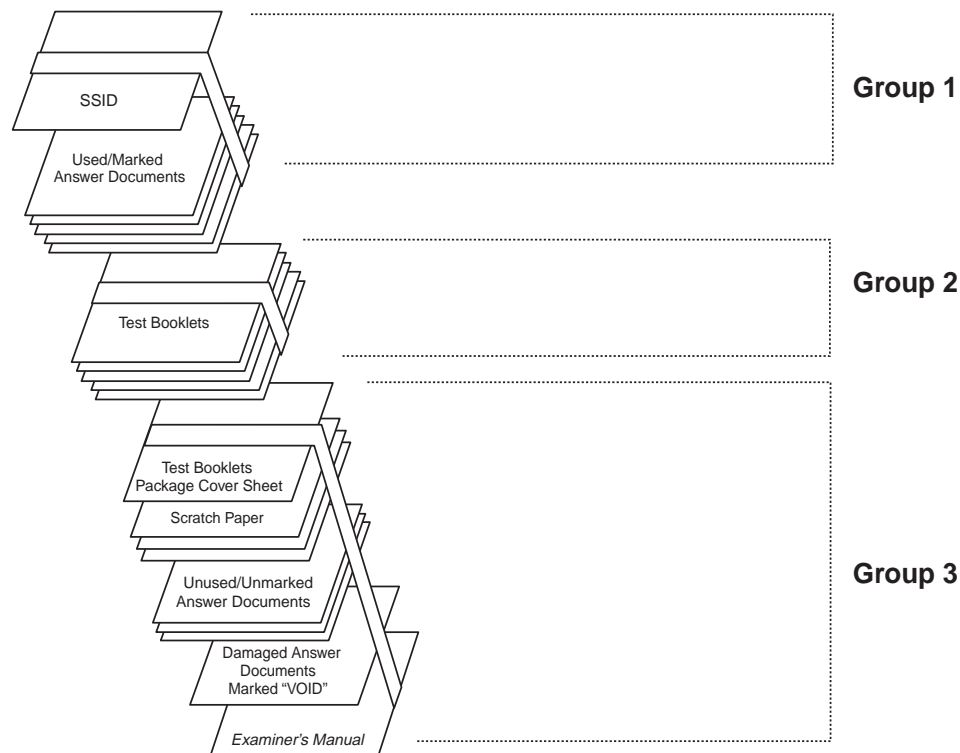 Group 1
SSID
Used/Marked
Answer Documents
Group 2
Test Booklets
Group 3
Test Booklets
Package Cover Sheet
Scratch Paper
Unused/Unmarked
Answer Documents
Damaged Answer
Documents
Marked “VOID”
Examiner's Manual